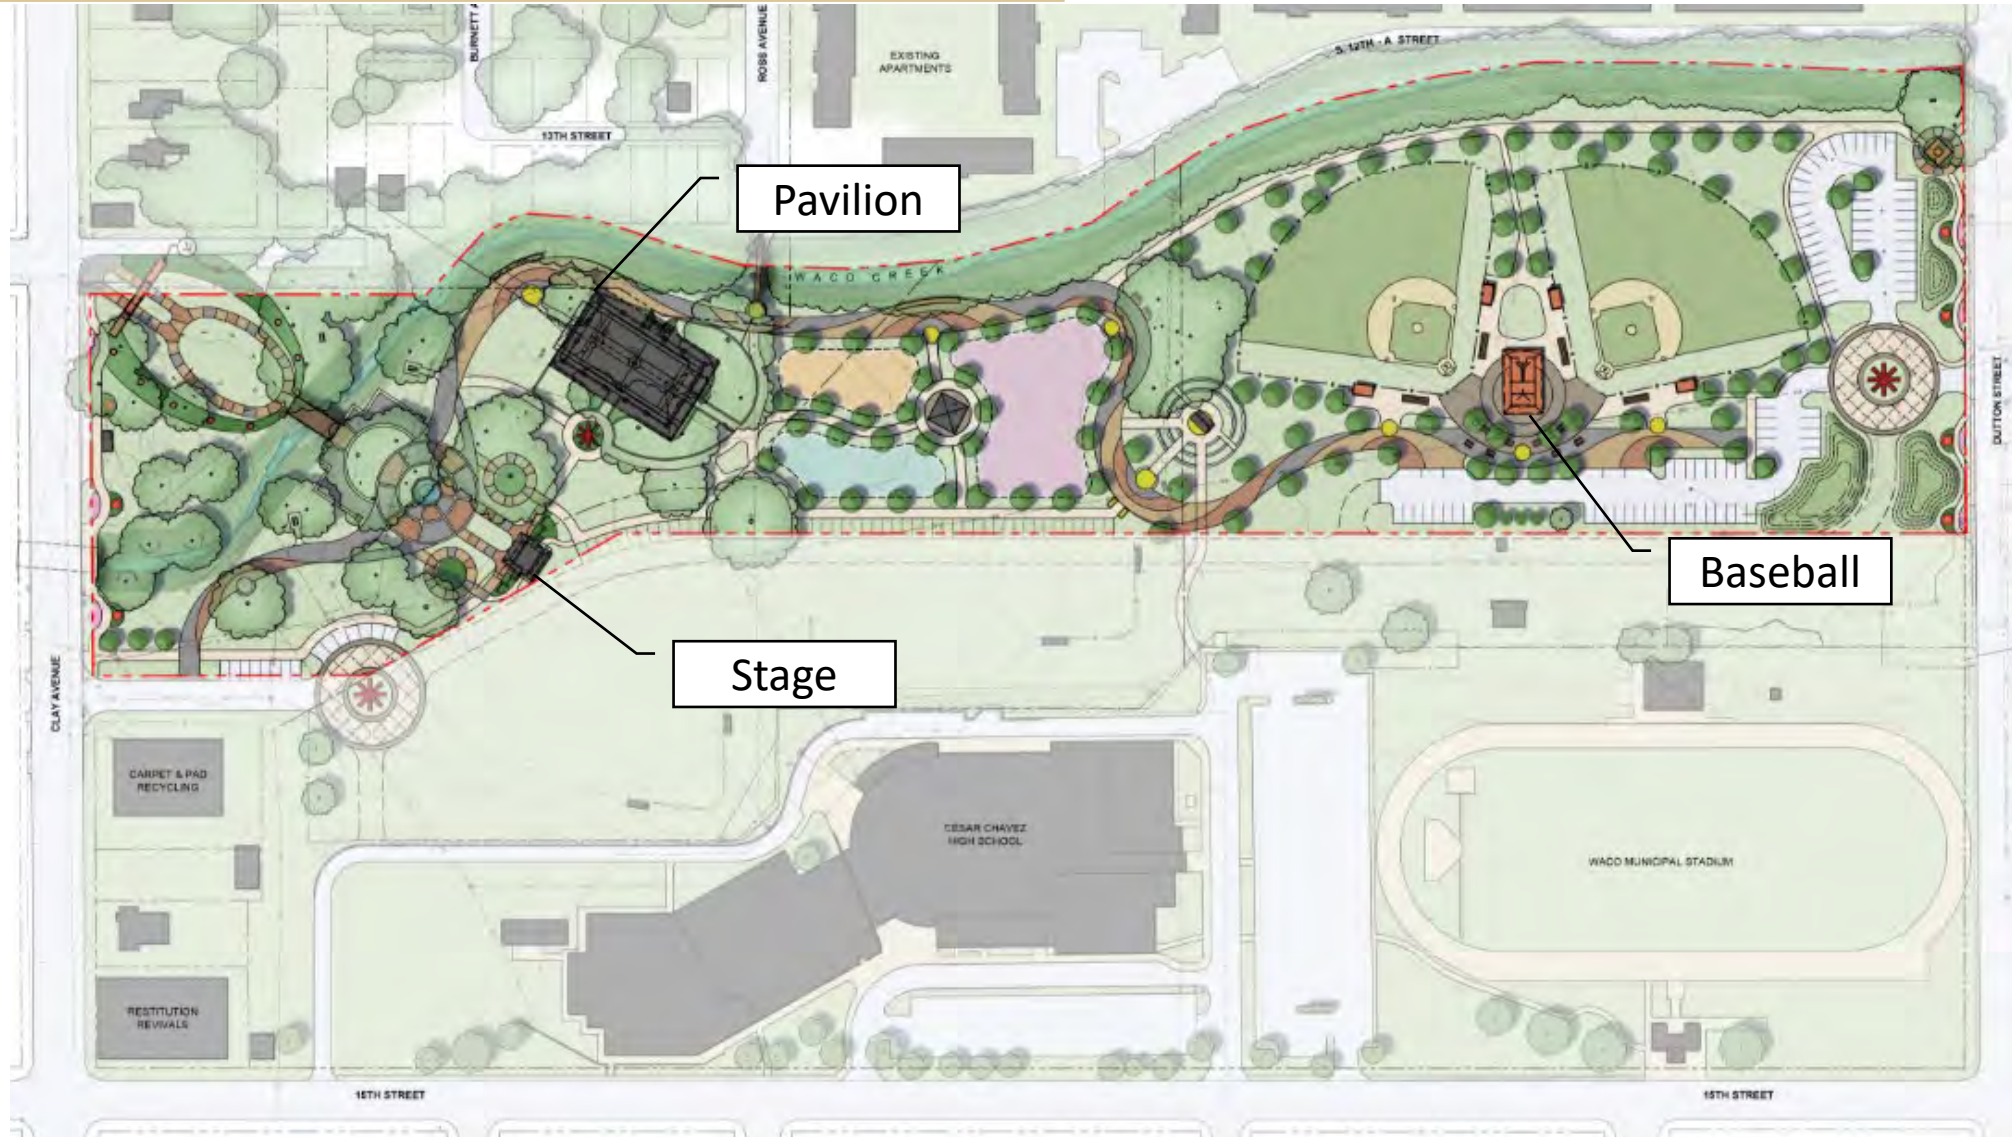 BURNETT A
ROSS AVENUE
EXISTING
APARTMENTS
S. 12TH - A STREET
13TH STREET
Pavilion
WACO CREEK
DUTTON STREET
Baseball
Stage
CLAY AVENUE
CARPET & PAD
RECYCLING
CESAR CHAVEZ
HIGH SCHOOL
WACO MUNICIPAL STADIUM
RESTITUTION
REVIVALS
15TH STREET
15TH STREET